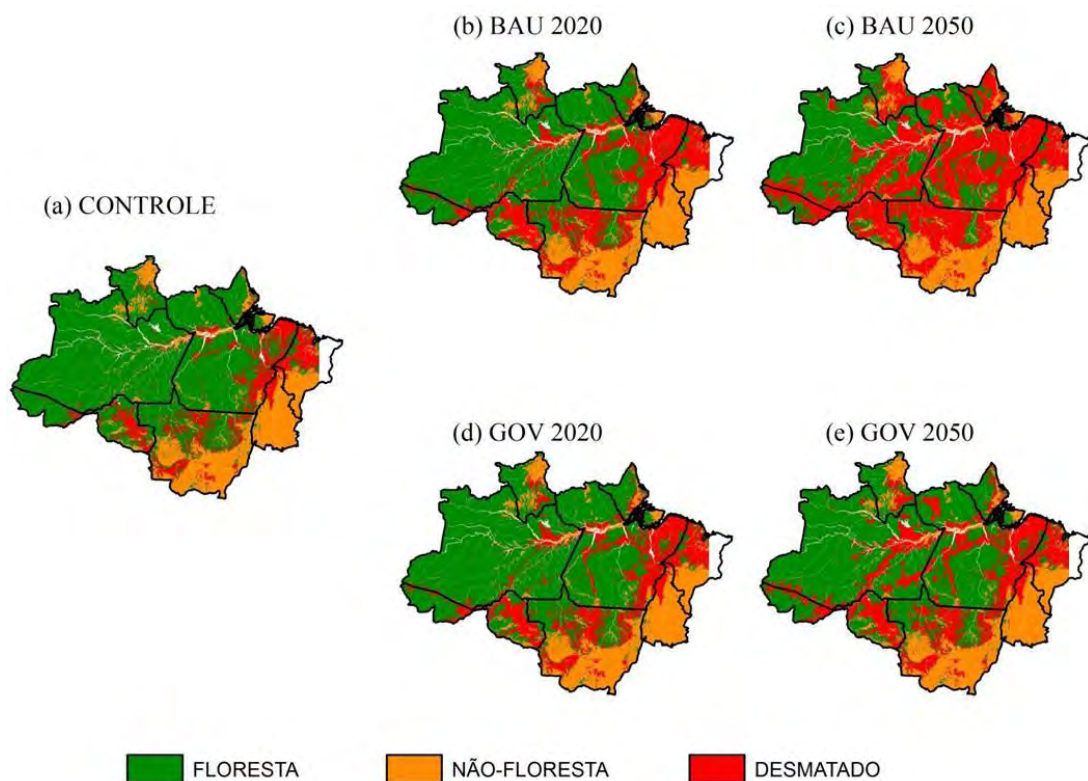 (b) BAU 2020
(c) BAU 2050
(a) CONTROLE
(d) GOV 2020
(e) GOV 2050
FLORESTA
NÃO-FLORESTA
DESMATADO